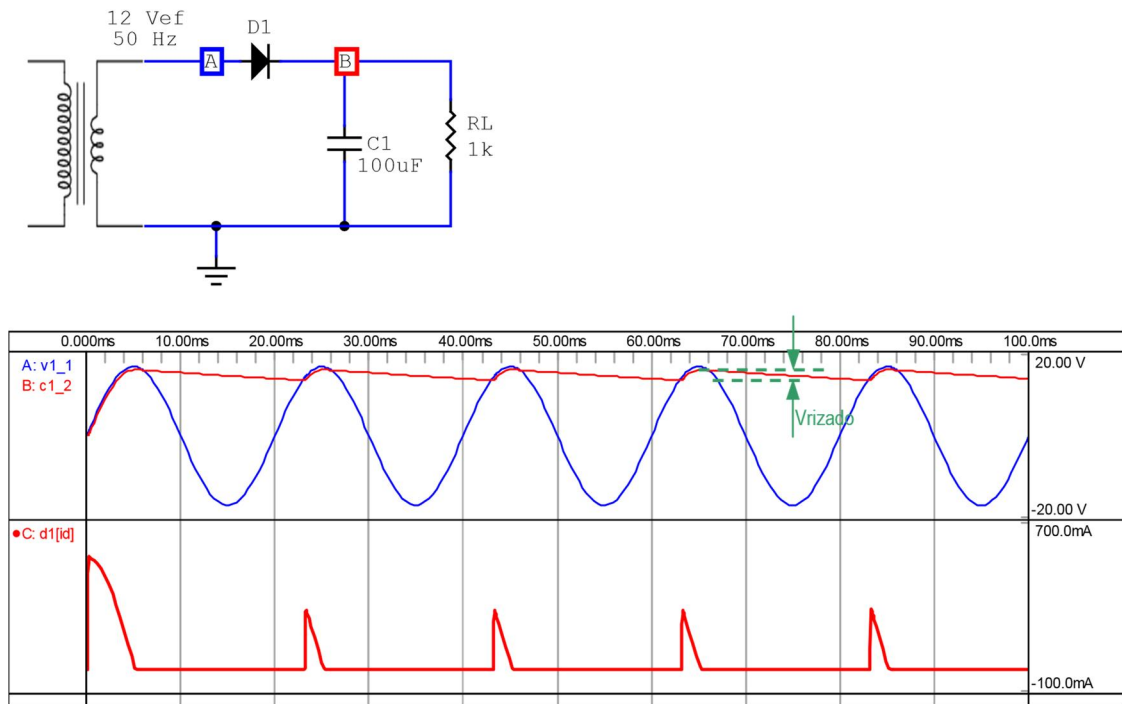 12 Vef
50 Hz
D1
A
B
C1
100uF
RL
1k
0.000ms 10.00ms 20.00ms 30.00ms 40.00ms 50.00ms 60.00ms 70.00ms 80.00ms 90.00ms 100.0ms
A: v1_1
B: c1_2
20.00 V
Vrizado
-20.00 V
C: d1[id]
700.0mA
-100.0mA